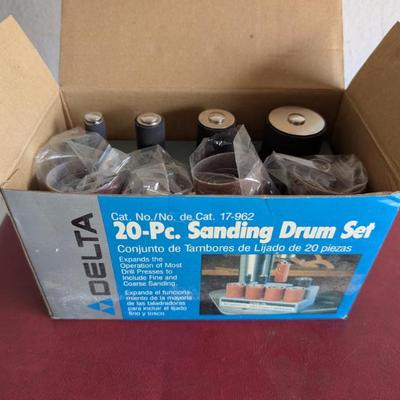 DELTA
Cat. No./No. de Cat. 17-962
20-Pc. Sanding Drum Set
Conjunto de Tambores de Lijado de 20 piezas
Expands the
Operation of Most
Drill Presses to
Include Fine and
Coarse Sanding.
Expande el funciona-
miento de la mayoría
de las taladradoras
para incluir el lijado
fino y tosco.